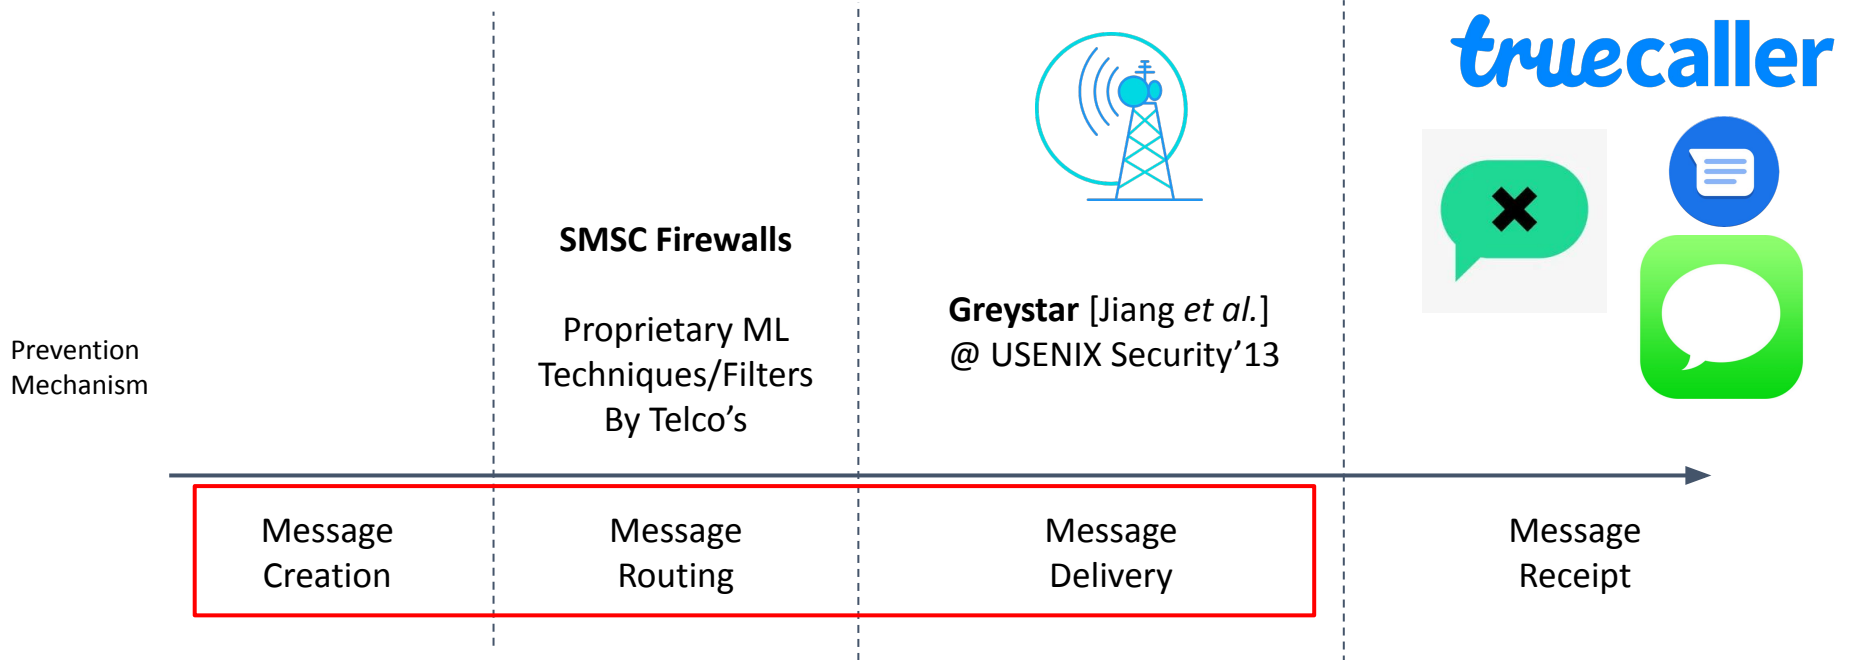 truecaller
SMSC Firewalls
Proprietary ML
Techniques/Filters
By Telco’s
Greystar [Jiang et al.]
@ USENIX Security’13
Prevention
Mechanism
Message
Creation
Message
Routing
Message
Delivery
Message
Receipt